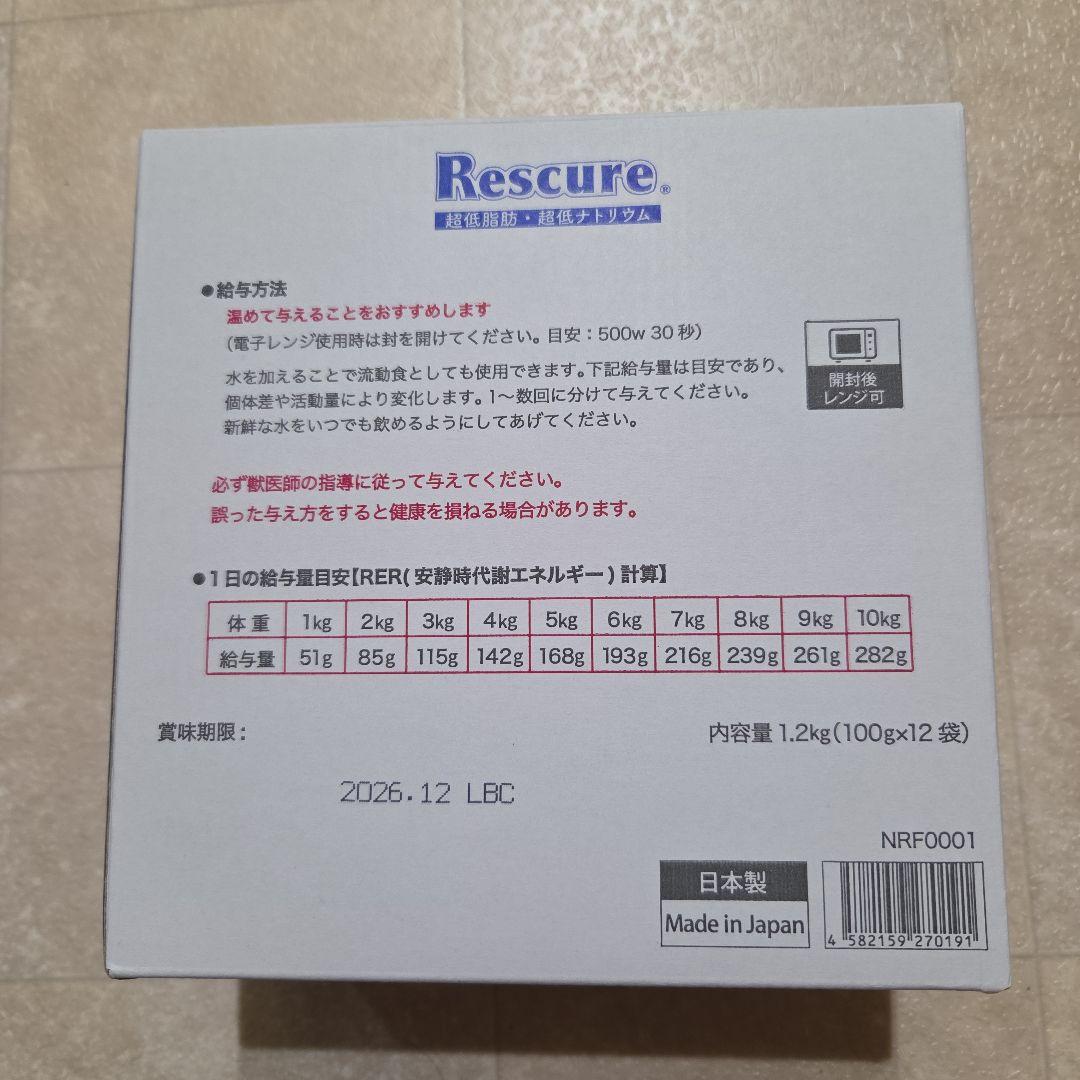 Rescure®
超低脂肪・超低ナトリウム
●給与方法
温めて与えることをおすすめします
(電子レンジ使用時は封を開けてください。目安：500w 30秒)
水を加えることで流動食としても使用できます。下記給与量は目安であり、
個体差や活動量により変化します。1～数回に分けて与えてください。
新鮮な水をいつでも飲めるようにしてあげてください。
開封後
レンジ可
必ず獣医師の指導に従って与えてください。
誤った与え方をすると健康を損ねる場合があります。
●1日の給与量目安【RER(安静時代謝エネルギー)計算】
体重 1kg 2kg 3kg 4kg 5kg 6kg 7kg 8kg 9kg 10kg
給与量 51g 85g 115g 142g 168g 193g 216g 239g 261g 282g
賞味期限: 内容量 1.2kg(100g×12袋)
2026.12 LBC
NRF0001
日本製
Made in Japan
4 582159 270191